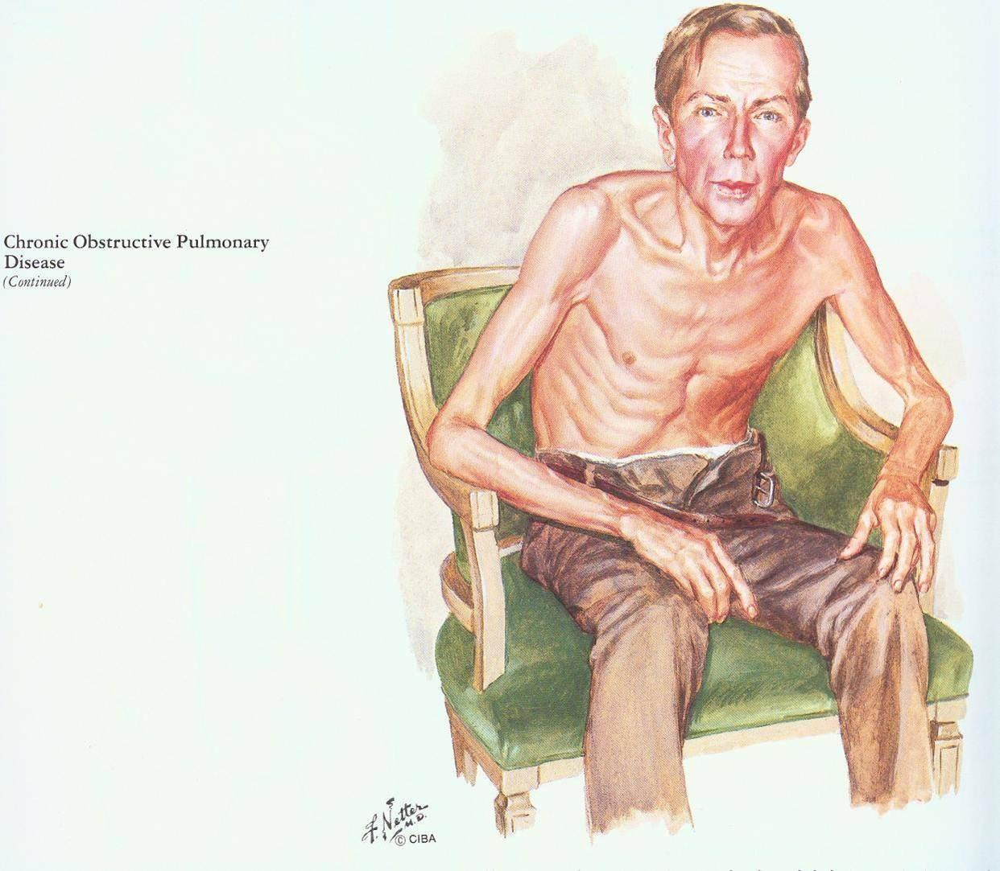 Chronic Obstructive Pulmonary
Disease
(Continued)
F. Netter
M.D.
© CIBA